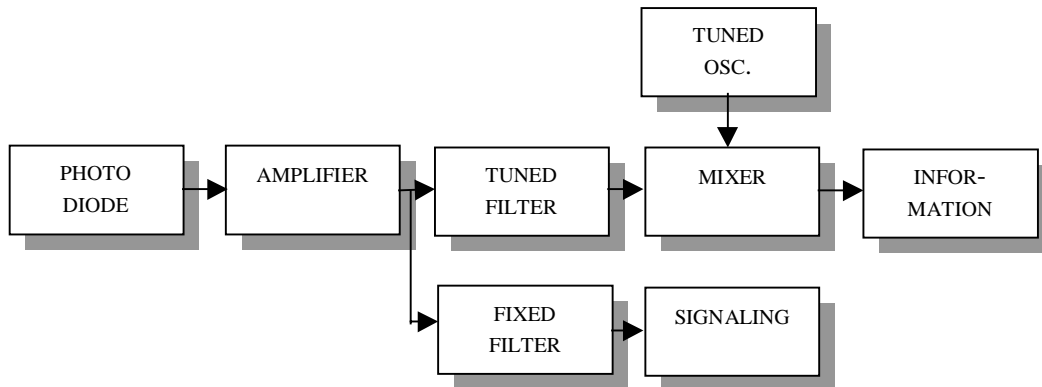 TUNED
OSC.
PHOTO
DIODE
AMPLIFIER
TUNED
FILTER
MIXER
INFOR-
MATION
FIXED
FILTER
SIGNALING